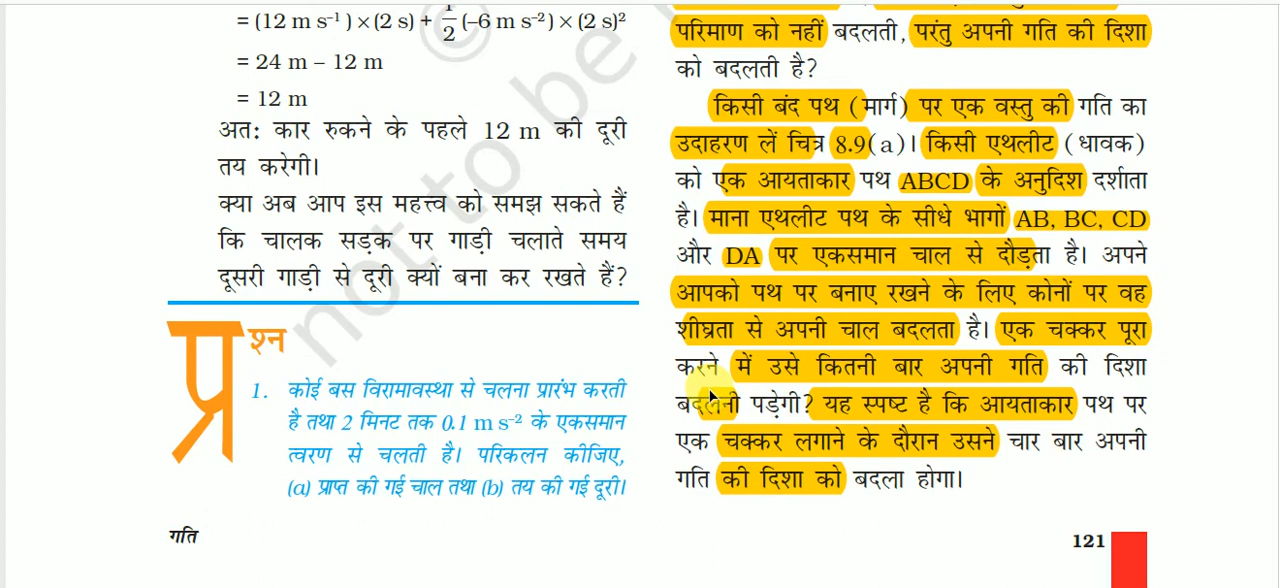 = (12 m s⁻¹) × (2 s) + 1/2 (–6 m s⁻²) × (2 s)²
= 24 m – 12 m
= 12 m
अतः कार रुकने के पहले 12 m की दूरी
तय करेगी।
क्या अब आप इस महत्त्व को समझ सकते हैं
कि चालक सड़क पर गाड़ी चलाते समय
दूसरी गाड़ी से दूरी क्यों बना कर रखते हैं?
प्रश्न
1. कोई बस विरामावस्था से चलना प्रारंभ करती
है तथा 2 मिनट तक 0.1 m s⁻² के एकसमान
त्वरण से चलती है। परिकलन कीजिए,
(a) प्राप्त की गई चाल तथा (b) तय की गई दूरी।
परिमाण को नहीं बदलती, परंतु अपनी गति की दिशा
को बदलती है?
किसी बंद पथ (मार्ग) पर एक वस्तु की गति का
उदाहरण लें चित्र 8.9(a)। किसी एथलीट (धावक)
को एक आयताकार पथ ABCD के अनुदिश दर्शाता
है। माना एथलीट पथ के सीधे भागों AB, BC, CD
और DA पर एकसमान चाल से दौड़ता है। अपने
आपको पथ पर बनाए रखने के लिए कोनों पर वह
शीघ्रता से अपनी चाल बदलता है। एक चक्कर पूरा
करने में उसे कितनी बार अपनी गति की दिशा
बदलनी पड़ेगी? यह स्पष्ट है कि आयताकार पथ पर
एक चक्कर लगाने के दौरान उसने चार बार अपनी
गति की दिशा को बदला होगा।
गति
121
© not to be